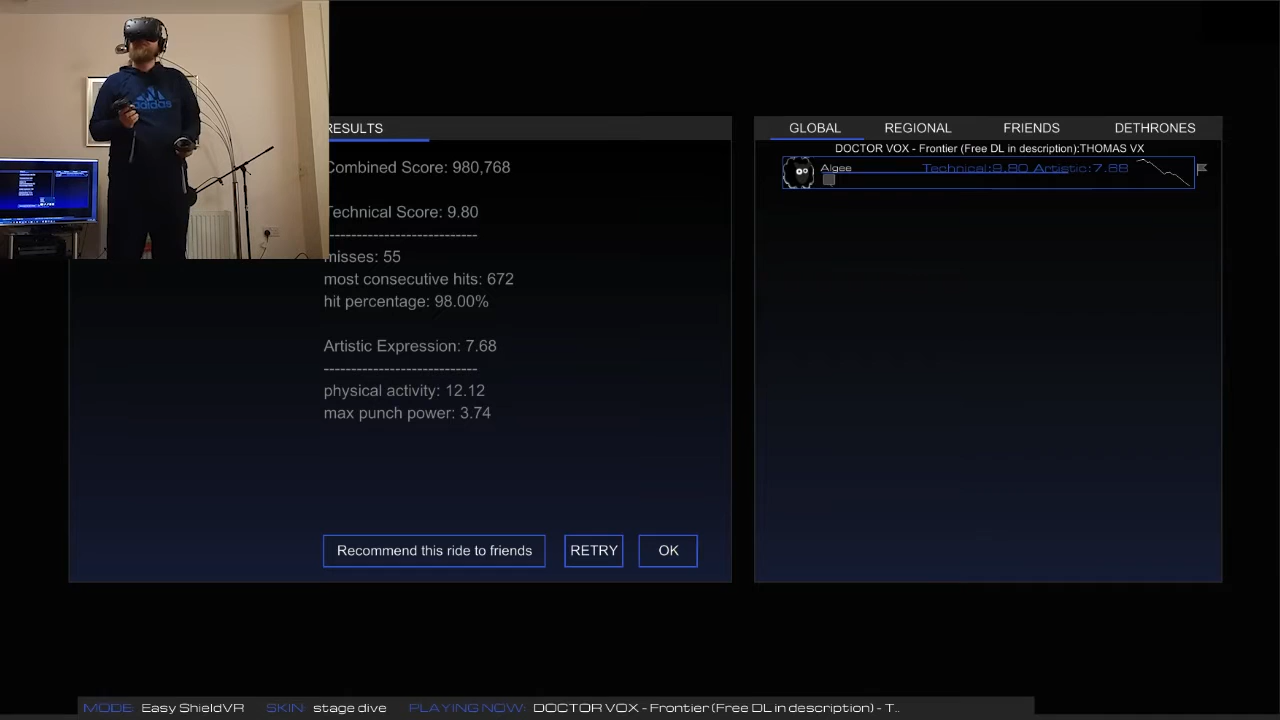 adidas
RESULTS
Combined Score: 980,768
Technical Score: 9.80
----------------------------
misses: 55
most consecutive hits: 672
hit percentage: 98.00%
Artistic Expression: 7.68
----------------------------
physical activity: 12.12
max punch power: 3.74
Recommend this ride to friends RETRY OK
GLOBAL REGIONAL FRIENDS DETHRONES
DOCTOR VOX - Frontier (Free DL in description):THOMAS VX
Algee Technical:9.80 Artistic:7.68
MODE: Easy ShieldVR SKIN: stage dive PLAYING NOW: DOCTOR VOX - Frontier (Free DL in description) - T..